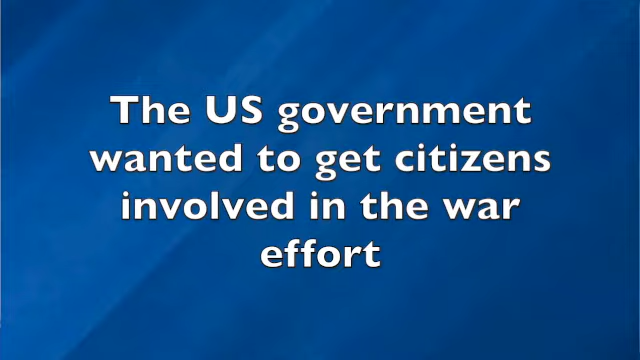 The US government
wanted to get citizens
involved in the war
effort